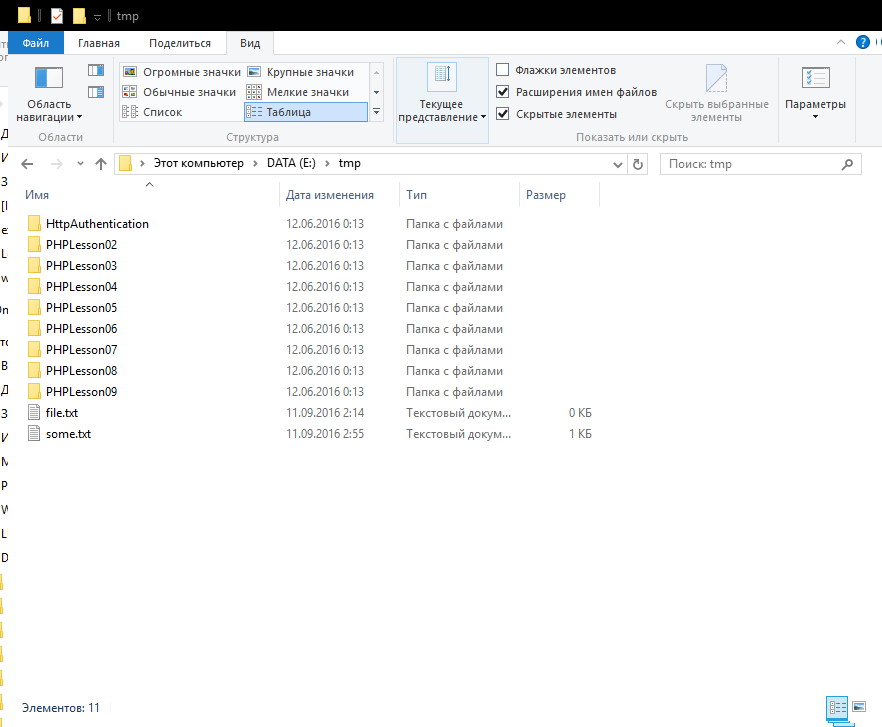 tmp
Файл Главная Поделиться Вид
Область навигации
Огромные значки Крупные значки
Обычные значки Мелкие значки
Список Таблица
Текущее представление
Флажки элементов
Расширения имен файлов
Скрытые элементы
Скрыть выбранные элементы
Параметры
Области Структура Показать или скрыть
Этот компьютер DATA (E:) tmp Поиск: tmp
Имя Дата изменения Тип Размер
HttpAuthentication 12.06.2016 0:13 Папка с файлами
PHPLesson02 12.06.2016 0:13 Папка с файлами
PHPLesson03 12.06.2016 0:13 Папка с файлами
PHPLesson04 12.06.2016 0:13 Папка с файлами
PHPLesson05 12.06.2016 0:13 Папка с файлами
PHPLesson06 12.06.2016 0:13 Папка с файлами
PHPLesson07 12.06.2016 0:13 Папка с файлами
PHPLesson08 12.06.2016 0:13 Папка с файлами
PHPLesson09 12.06.2016 0:13 Папка с файлами
file.txt 11.09.2016 2:14 Текстовый докум... 0 КБ
some.txt 11.09.2016 2:55 Текстовый докум... 1 КБ
Элементов: 11